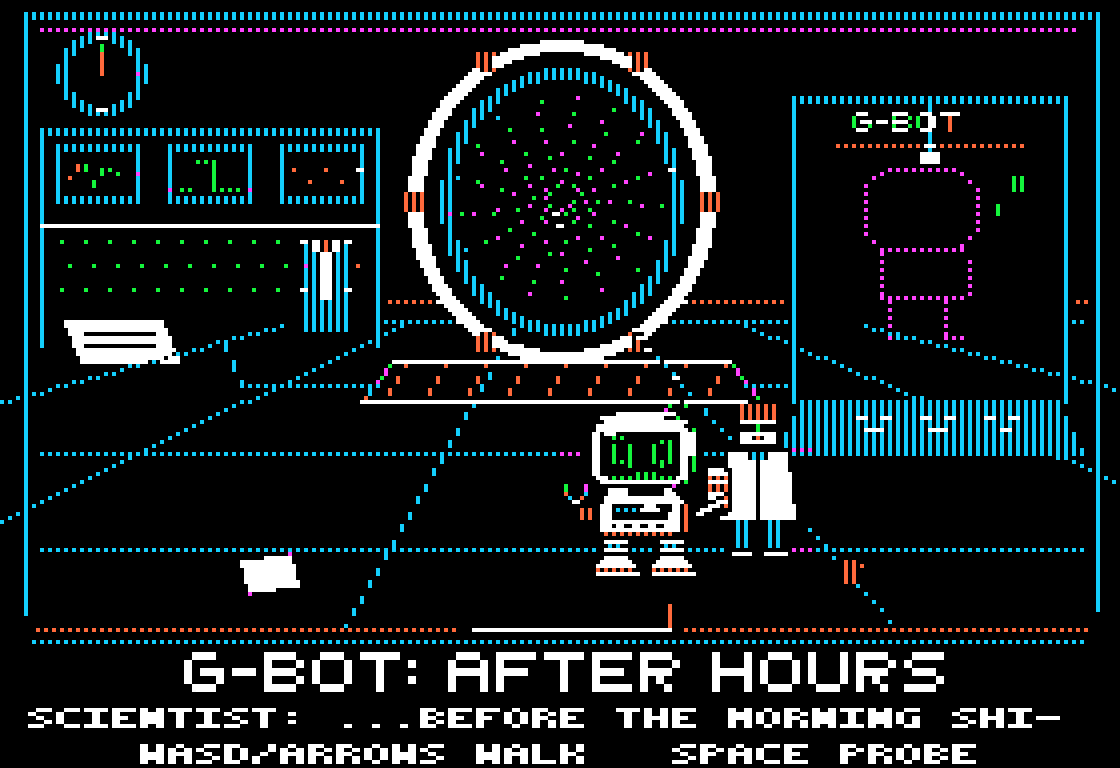 G-BOT
G-BOT: AFTER HOURS
SCIENTIST: ...BEFORE THE MORNING SHI-
WASD/ARROWS WALK    SPACE PROBE